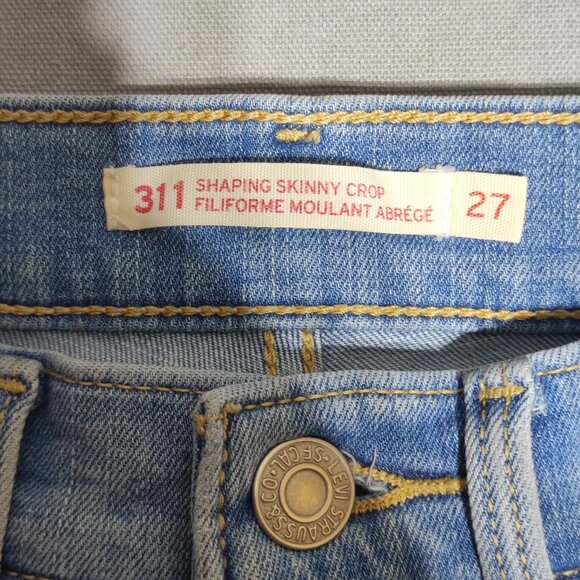 311 SHAPING SKINNY CROP
FILIFORME MOULANT ABRÉGÉ
27
LEVI STRAUSS & CO. S.F. CAL.